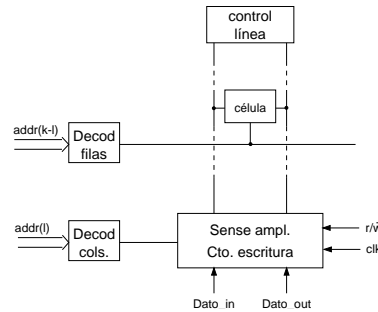 control
línea
célula
addr(k-l)
Decod
filas
addr(l)
Decod
cols.
Sense ampl.
Cto. escritura
r/w
clk
Dato_in
Dato_out